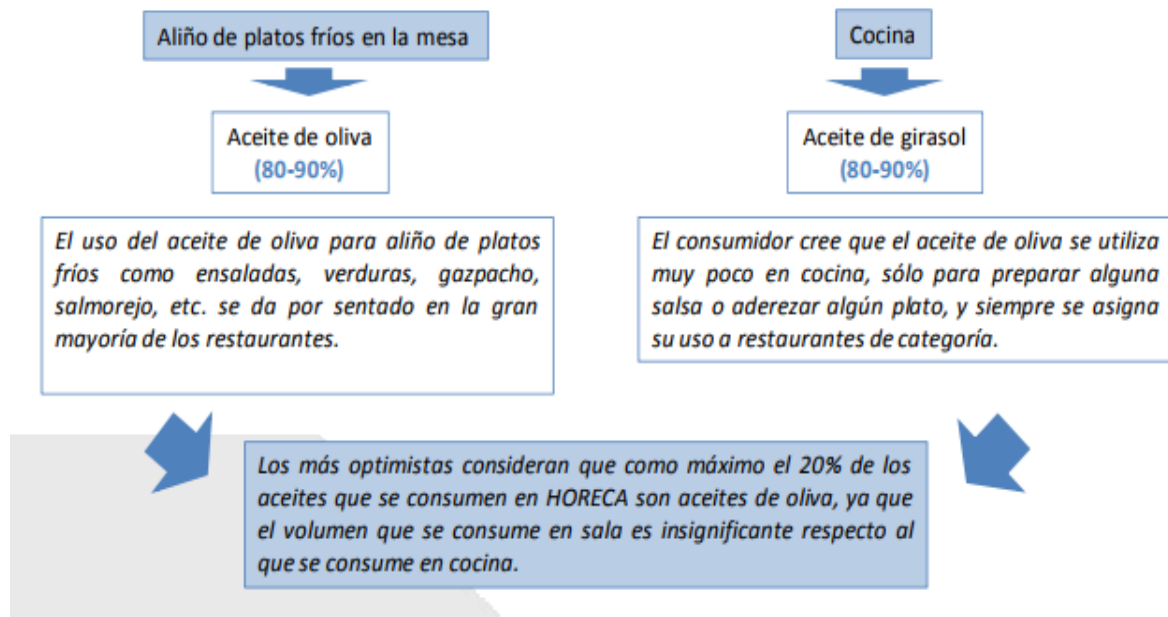 Aliño de platos fríos en la mesa
Aceite de oliva
(80-90%)
El uso del aceite de oliva para aliño de platos
fríos como ensaladas, verduras, gazpacho,
salmorejo, etc. se da por sentado en la gran
mayoría de los restaurantes.
Cocina
Aceite de girasol
(80-90%)
El consumidor cree que el aceite de oliva se utiliza
muy poco en cocina, sólo para preparar alguna
salsa o aderezar algún plato, y siempre se asigna
su uso a restaurantes de categoría.
Los más optimistas consideran que como máximo el 20% de los
aceites que se consumen en HORECA son aceites de oliva, ya que
el volumen que se consume en sala es insignificante respecto al
que se consume en cocina.